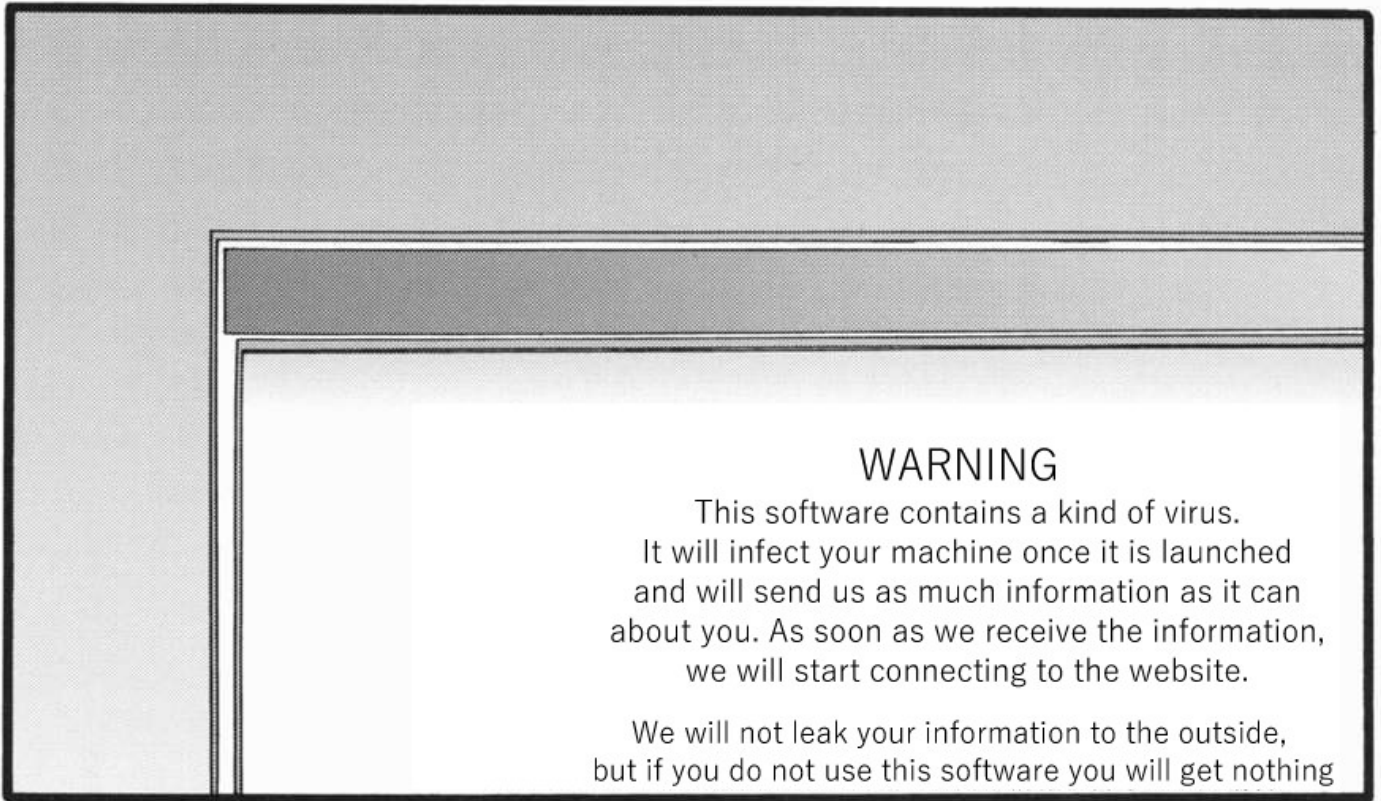 WARNING
This software contains a kind of virus.
It will infect your machine once it is launched
and will send us as much information as it can
about you. As soon as we receive the information,
we will start connecting to the website.
We will not leak your information to the outside,
but if you do not use this software you will get nothing